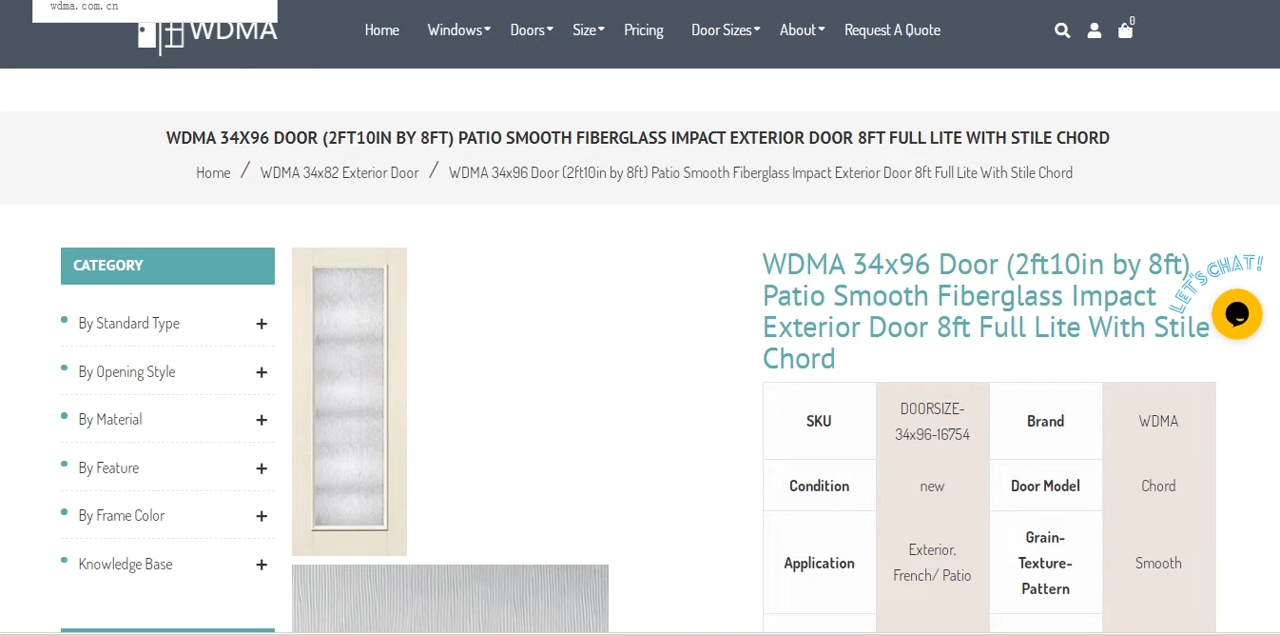 wdma.com.cn
WDMA
Home Windows Doors Size Pricing Door Sizes About Request A Quote
0
WDMA 34X96 DOOR (2FT10IN BY 8FT) PATIO SMOOTH FIBERGLASS IMPACT EXTERIOR DOOR 8FT FULL LITE WITH STILE CHORD
Home / WDMA 34x82 Exterior Door / WDMA 34x96 Door (2ft10in by 8ft) Patio Smooth Fiberglass Impact Exterior Door 8ft Full Lite With Stile Chord
CATEGORY
By Standard Type +
By Opening Style +
By Material +
By Feature +
By Frame Color +
Knowledge Base +
WDMA 34x96 Door (2ft10in by 8ft)
Patio Smooth Fiberglass Impact
Exterior Door 8ft Full Lite With Stile
Chord
LET'S CHAT!
SKU DOORSIZE-
34x96-16754 Brand WDMA
Condition new Door Model Chord
Application Exterior,
French/ Patio
Grain-
Texture-
Pattern
Smooth